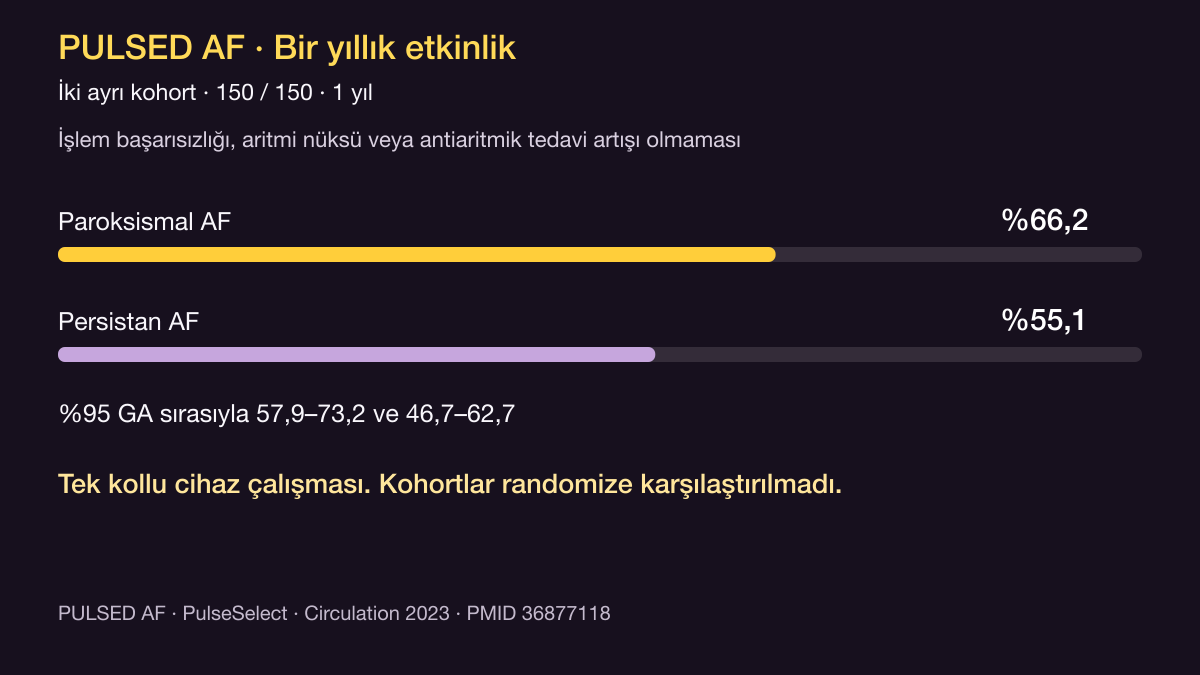 PULSED AF · Bir yıllık etkinlik
İki ayrı kohort · 150 / 150 · 1 yıl
İşlem başarısızlığı, aritmi nüksü veya antiaritmik tedavi artışı olmaması
Paroksismal AF %66,2
Persistan AF %55,1
%95 GA sırasıyla 57,9–73,2 ve 46,7–62,7
Tek kollu cihaz çalışması. Kohortlar randomize karşılaştırılmadı.
PULSED AF · PulseSelect · Circulation 2023 · PMID 36877118